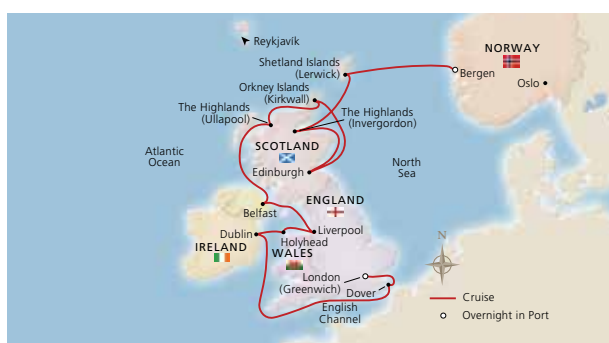 Reykjavík
NORWAY
Shetland Islands
(Lerwick)
Bergen
Oslo
Orkney Islands
(Kirkwall)
The Highlands
(Ullapool)
The Highlands
(Invergordon)
SCOTLAND
Atlantic
Ocean
North
Sea
Edinburgh
ENGLAND
Belfast
Dublin
Liverpool
Holyhead
IRELAND
WALES
N
London
(Greenwich)
Dover
English
Channel
Cruise
Overnight in Port